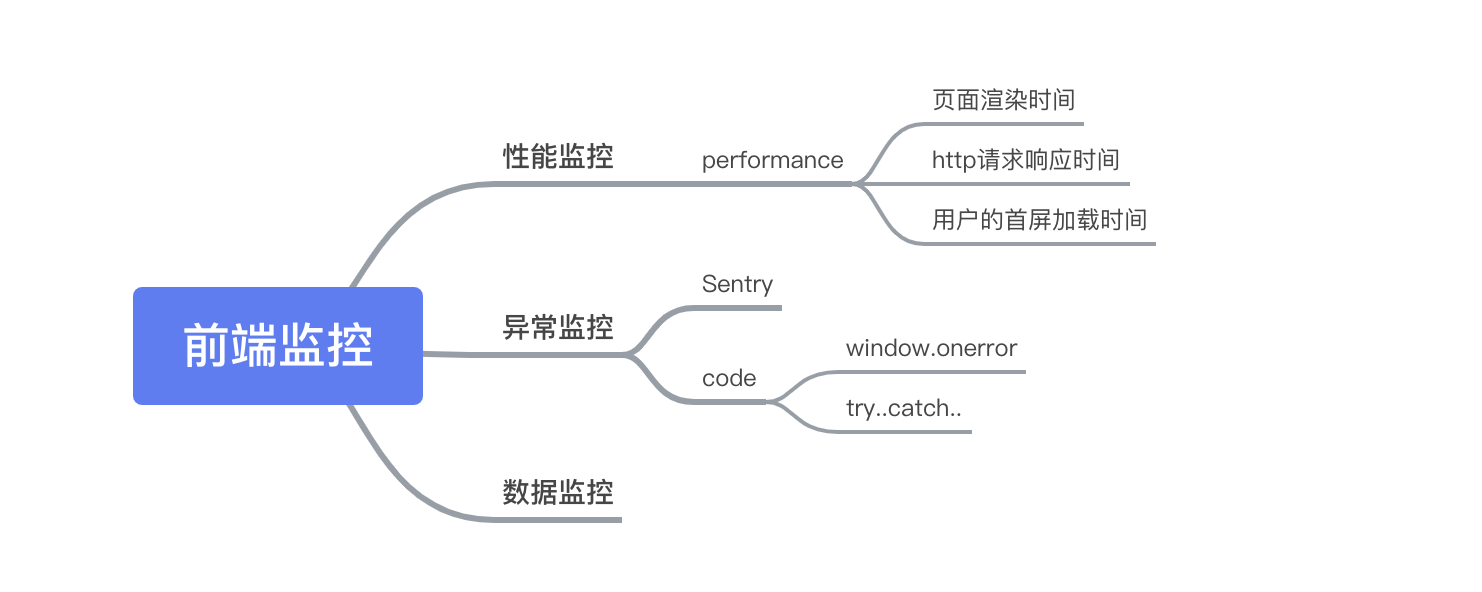 前端监控
性能监控
performance
页面渲染时间
http请求响应时间
用户的首屏加载时间
异常监控
Sentry
code
window.onerror
try..catch..
数据监控